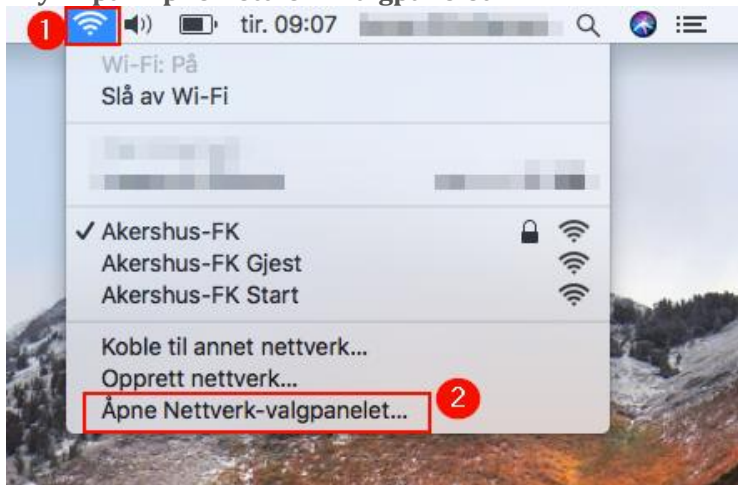 1
tir. 09:07
Wi-Fi: På
Slå av Wi-Fi
✓ Akershus-FK
Akershus-FK Gjest
Akershus-FK Start
Koble til annet nettverk...
Opprett nettverk...
Åpne Nettverk-valgpanelet...
2